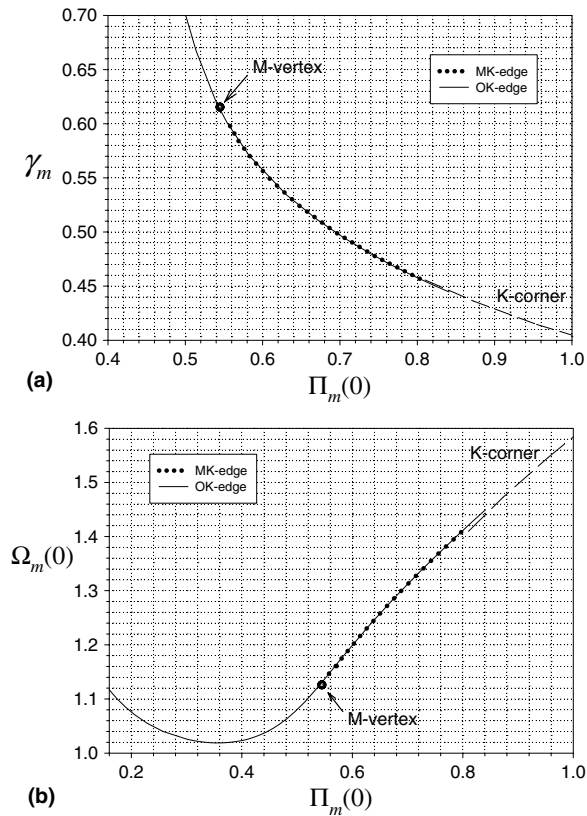 0.70
M-vertex
MK-edge
OK-edge
0.65
0.60
γm
0.55
0.50
0.45
K-corner
0.40
0.4 0.5 0.6 0.7 0.8 0.9 1.0
(a)
Πm(0)
1.6
K-corner
MK-edge
OK-edge
1.5
1.4
Ωm(0)
1.3
1.2
1.1
M-vertex
1.0
0.2 0.4 0.6 0.8 1.0
(b)
Πm(0)